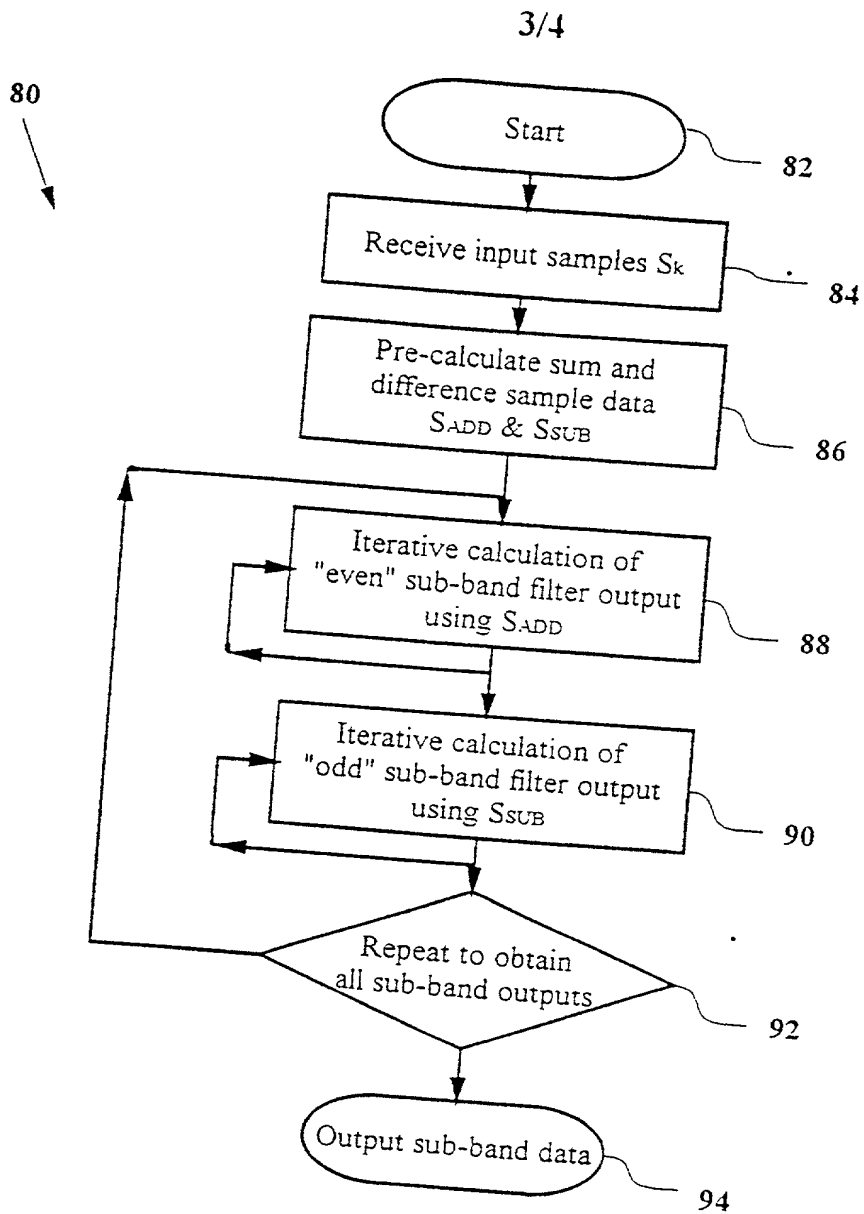 3/4
80
Start
82
Receive input samples Sk
84
Pre-calculate sum and
difference sample data
SADD & SSUB
86
Iterative calculation of
"even" sub-band filter output
using SADD
88
Iterative calculation of
"odd" sub-band filter output
using SSUB
90
Repeat to obtain
all sub-band outputs
92
Output sub-band data
94